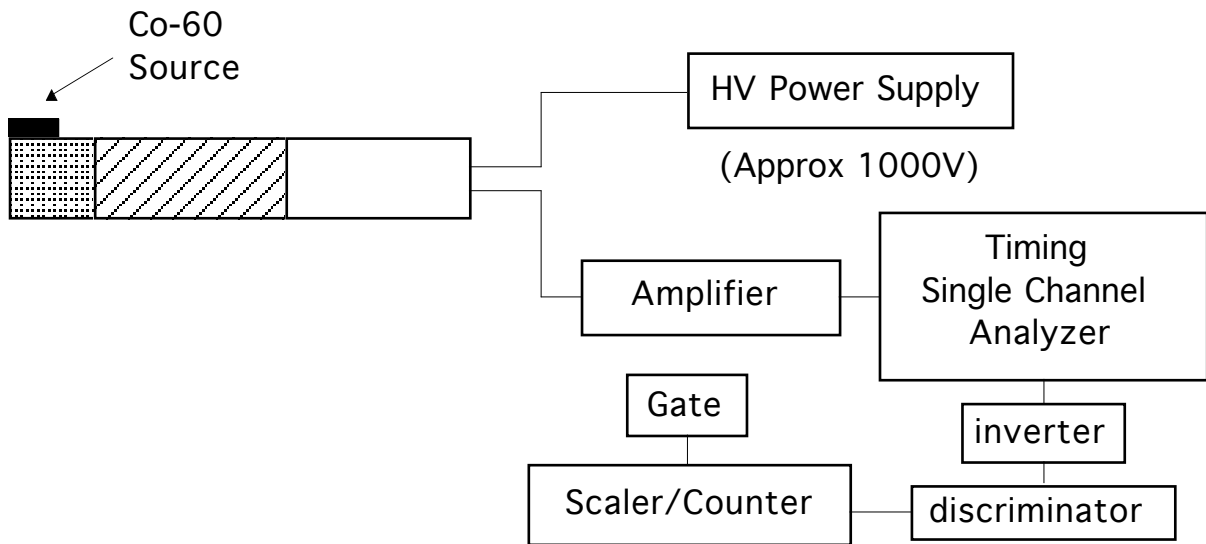 Co-60
Source
HV Power Supply
(Approx 1000V)
Timing
Single Channel
Analyzer
Amplifier
Gate
inverter
Scaler/Counter
discriminator